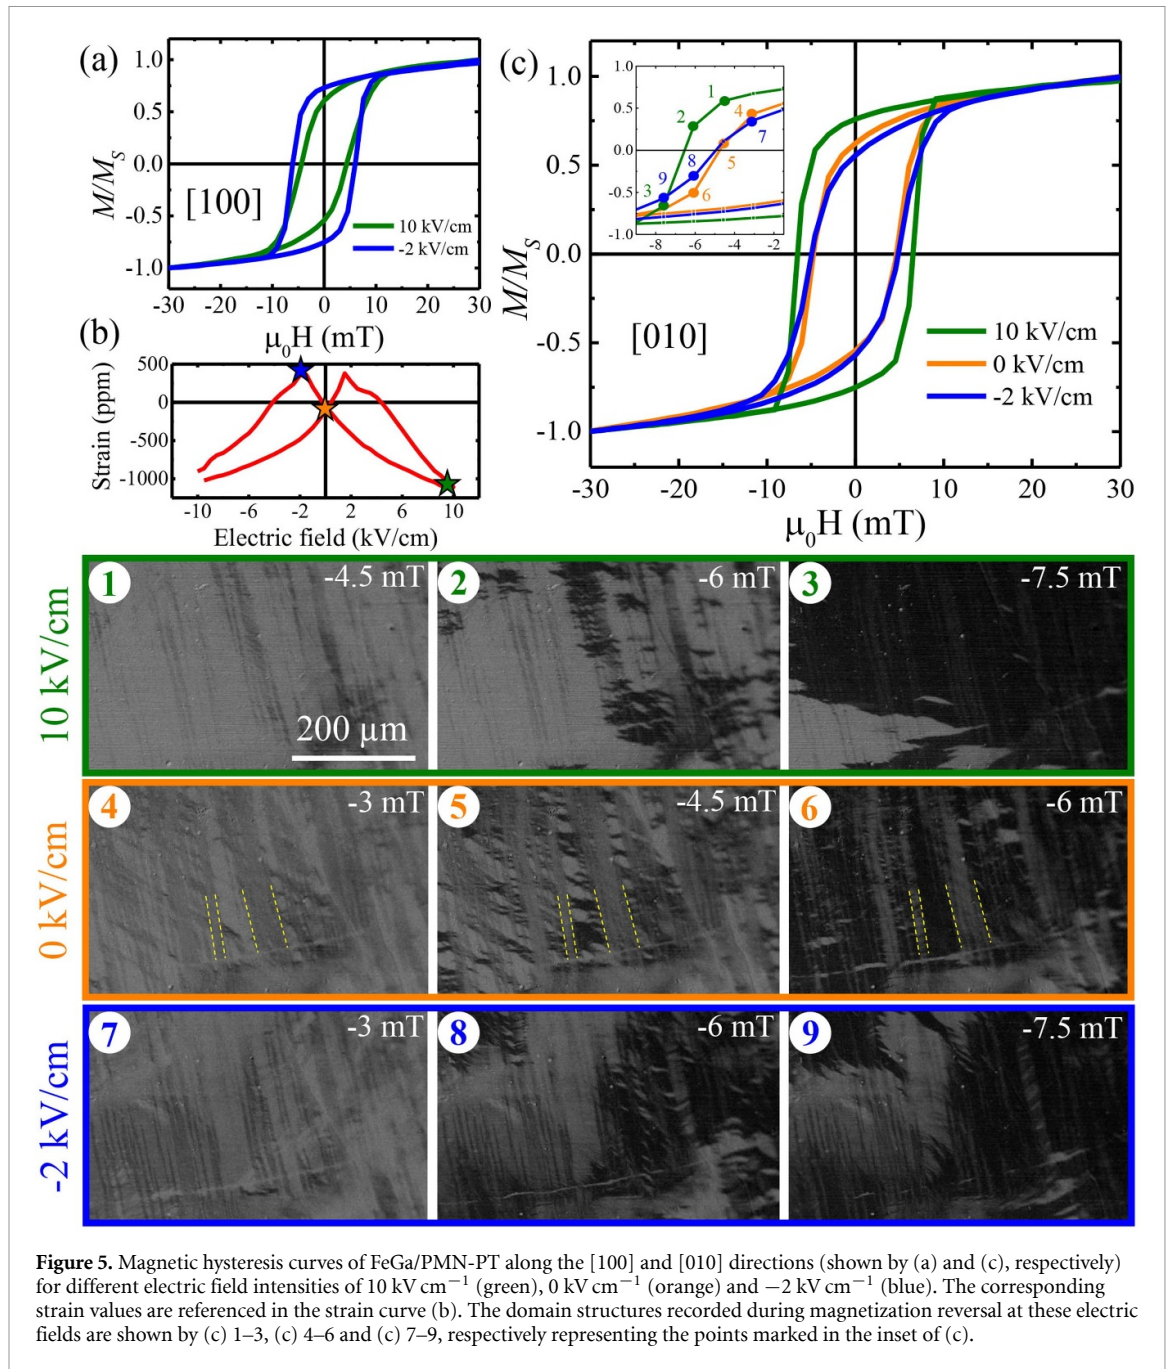 (a)
1.0
0.5
0.0
-0.5
-1.0
M/M_S
[100]
10 kV/cm
-2 kV/cm
-30 -20 -10 0 10 20 30
μ₀H (mT)
(b)
500
0
-500
-1000
Strain (ppm)
-10 -6 -2 2 6 10
Electric field (kV/cm)
(c)
1.0
0.5
0.0
-0.5
-1.0
M/M_S
1.0
0.5
0.0
-0.5
-1.0
1
2
3
4
5
6
7
8
9
-8 -6 -4 -2
[010]
10 kV/cm
0 kV/cm
-2 kV/cm
-30 -20 -10 0 10 20 30
μ₀H (mT)
10 kV/cm
1 -4.5 mT
200 μm
2 -6 mT
3 -7.5 mT
0 kV/cm
4 -3 mT
5 -4.5 mT
6 -6 mT
-2 kV/cm
7 -3 mT
8 -6 mT
9 -7.5 mT
Figure 5. Magnetic hysteresis curves of FeGa/PMN-PT along the [100] and [010] directions (shown by (a) and (c), respectively)
for different electric field intensities of 10 kV cm⁻¹ (green), 0 kV cm⁻¹ (orange) and −2 kV cm⁻¹ (blue). The corresponding
strain values are referenced in the strain curve (b). The domain structures recorded during magnetization reversal at these electric
fields are shown by (c) 1–3, (c) 4–6 and (c) 7–9, respectively representing the points marked in the inset of (c).